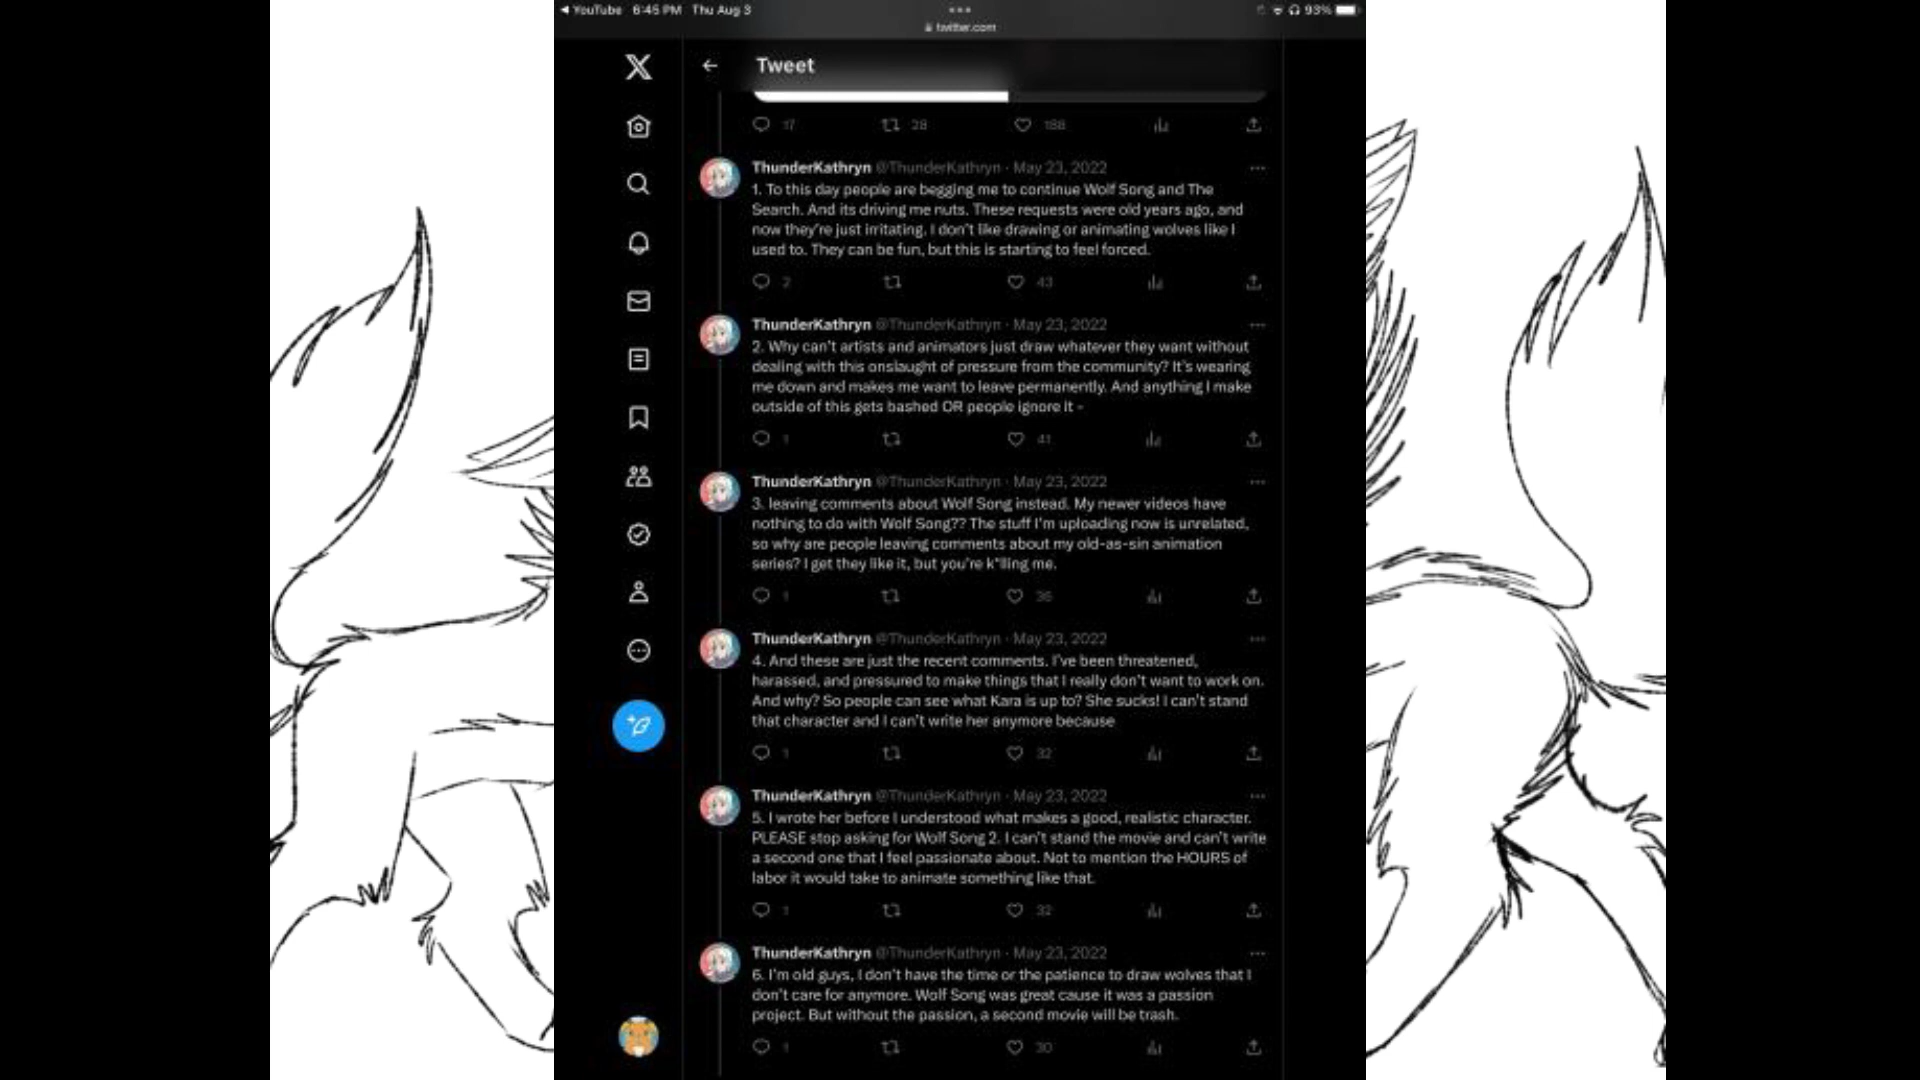 YouTube 6:45 PM Thu Aug 3
93%
twitter.com
Tweet
17 28 188
ThunderKathryn @ThunderKathryn · May 23, 2022
1. To this day people are begging me to continue Wolf Song and The
Search. And its driving me nuts. These requests were old years ago, and
now they're just irritating. I don't like drawing or animating wolves like I
used to. They can be fun, but this is starting to feel forced.
2 43
ThunderKathryn @ThunderKathryn · May 23, 2022
2. Why can't artists and animators just draw whatever they want without
dealing with this onslaught of pressure from the community? It's wearing
me down and makes me want to leave permanently. And anything I make
outside of this gets bashed OR people ignore it -
1 41
ThunderKathryn @ThunderKathryn · May 23, 2022
3. leaving comments about Wolf Song instead. My newer videos have
nothing to do with Wolf Song?? The stuff I'm uploading now is unrelated,
so why are people leaving comments about my old-as-sin animation
series? I get they like it, but you're k*lling me.
1 36
ThunderKathryn @ThunderKathryn · May 23, 2022
4. And these are just the recent comments. I've been threatened,
harassed, and pressured to make things that I really don't want to work on.
And why? So people can see what Kara is up to? She sucks! I can't stand
that character and I can't write her anymore because
1 32
ThunderKathryn @ThunderKathryn · May 23, 2022
5. I wrote her before I understood what makes a good, realistic character.
PLEASE stop asking for Wolf Song 2. I can't stand the movie and can't write
a second one that I feel passionate about. Not to mention the HOURS of
labor it would take to animate something like that.
1 32
ThunderKathryn @ThunderKathryn · May 23, 2022
6. I'm old guys, I don't have the time or the patience to draw wolves that I
don't care for anymore. Wolf Song was great cause it was a passion
project. But without the passion, a second movie will be trash.
1 30